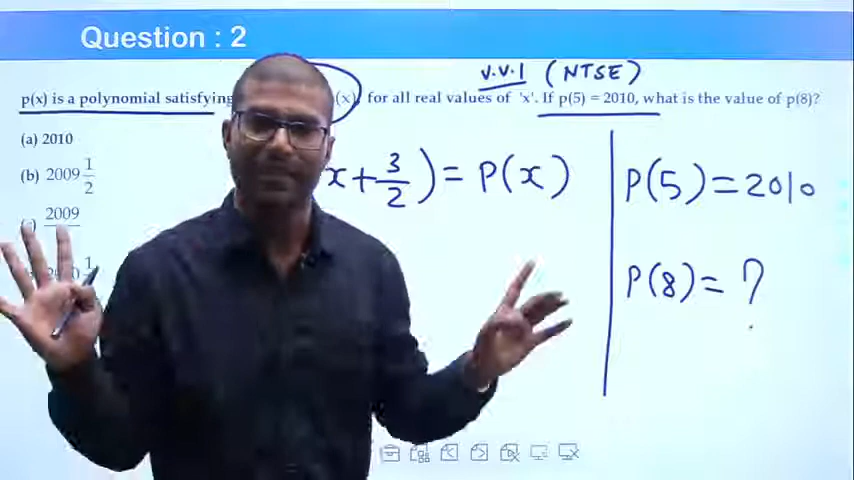 Question : 2
v.v.I (NTSE)
p(x) is a polynomial satisfying (x) for all real values of 'x'. If p(5) = 2010, what is the value of p(8)?
(a) 2010
(b) 2009 1/2
2009
x + 3/2) = P(x)
P(5) = 2010
P(8) = ?